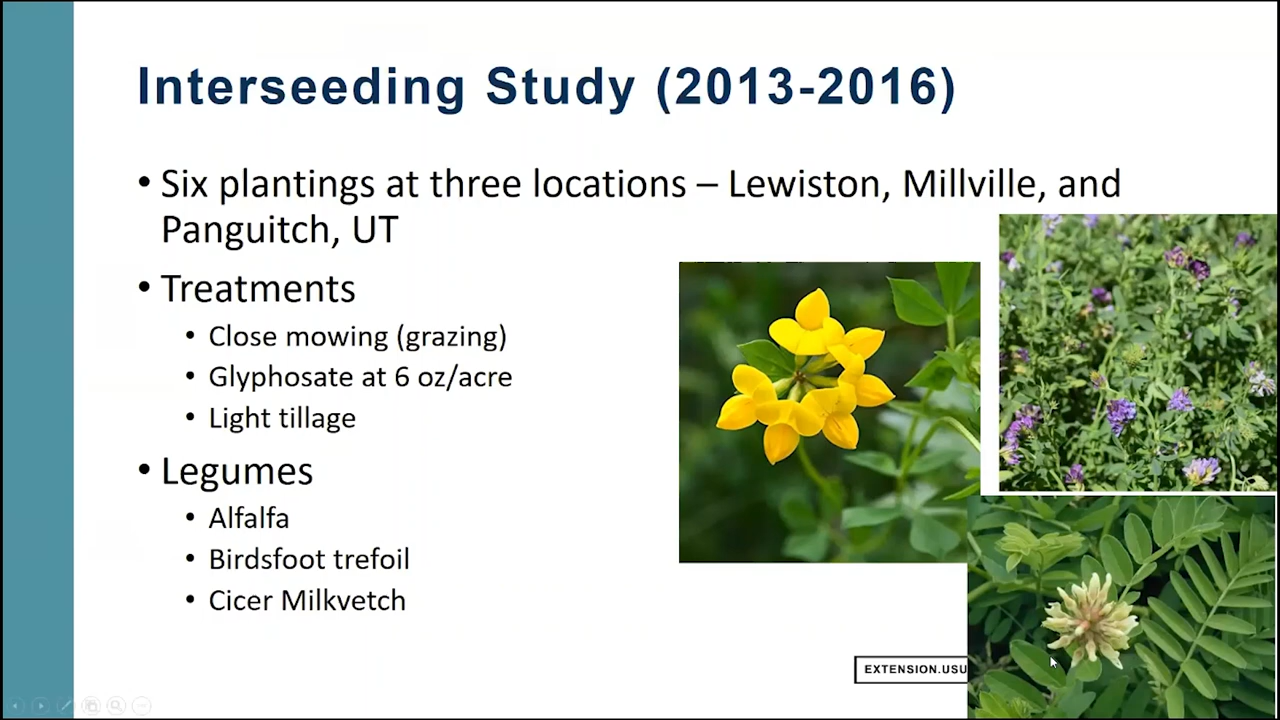 Interseeding Study (2013-2016)
• Six plantings at three locations – Lewiston, Millville, and
Panguitch, UT
• Treatments
• Close mowing (grazing)
• Glyphosate at 6 oz/acre
• Light tillage
• Legumes
• Alfalfa
• Birdsfoot trefoil
• Cicer Milkvetch
EXTENSION.USU